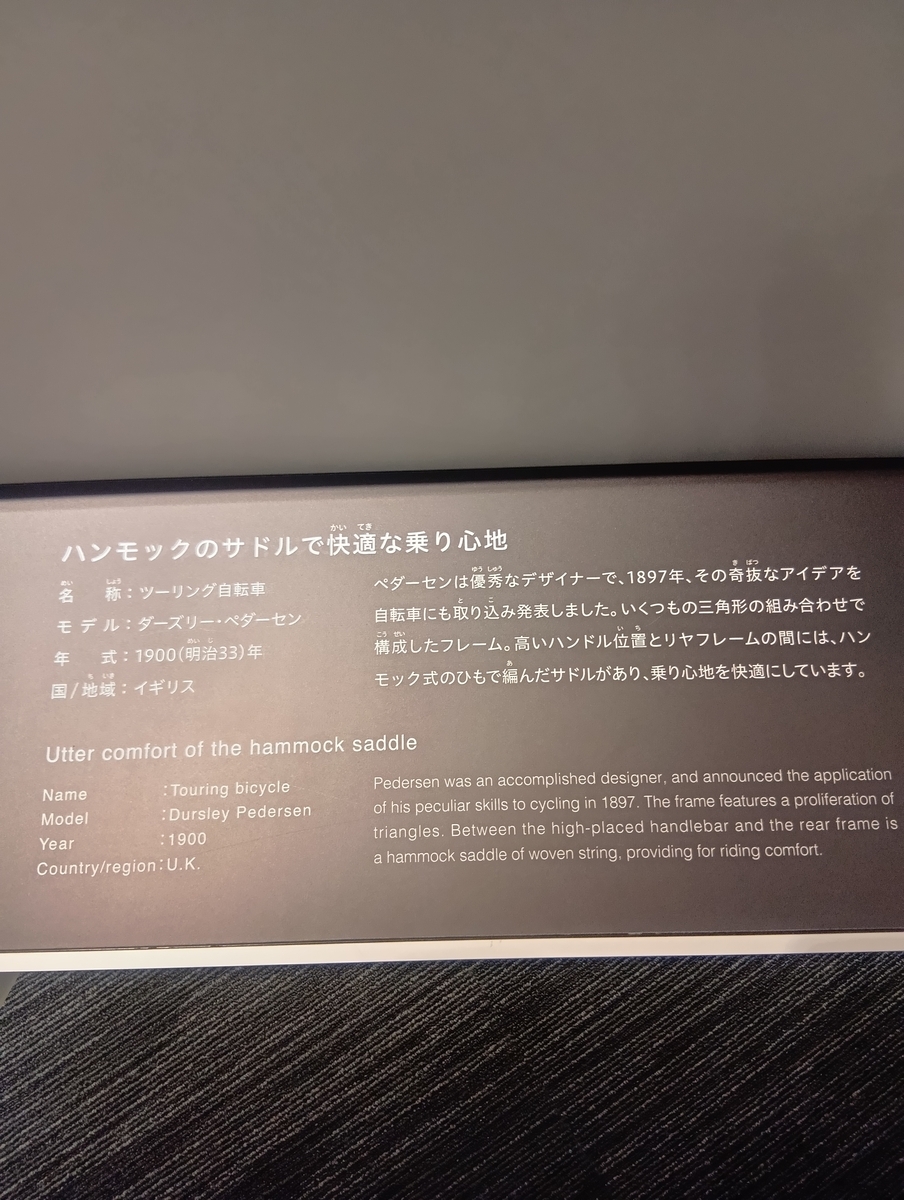 ハンモックのサドルで快適な乗り心地
名　称：ツーリング自転車
モデル：ダーズリー・ペダーセン
年　式：1900（明治33）年
国/地域：イギリス
ペダーセンは優秀なデザイナーで、1897年、その奇抜なアイデアを
自転車にも取り込み発表しました。いくつもの三角形の組み合わせで
構成したフレーム。高いハンドル位置とリヤフレームの間には、ハン
モック式のひもで編んだサドルがあり、乗り心地を快適にしています。
Utter comfort of the hammock saddle
Name :Touring bicycle
Model :Dursley Pedersen
Year :1900
Country/region:U.K.
Pedersen was an accomplished designer, and announced the application
of his peculiar skills to cycling in 1897. The frame features a proliferation of
triangles. Between the high-placed handlebar and the rear frame is
a hammock saddle of woven string, providing for riding comfort.